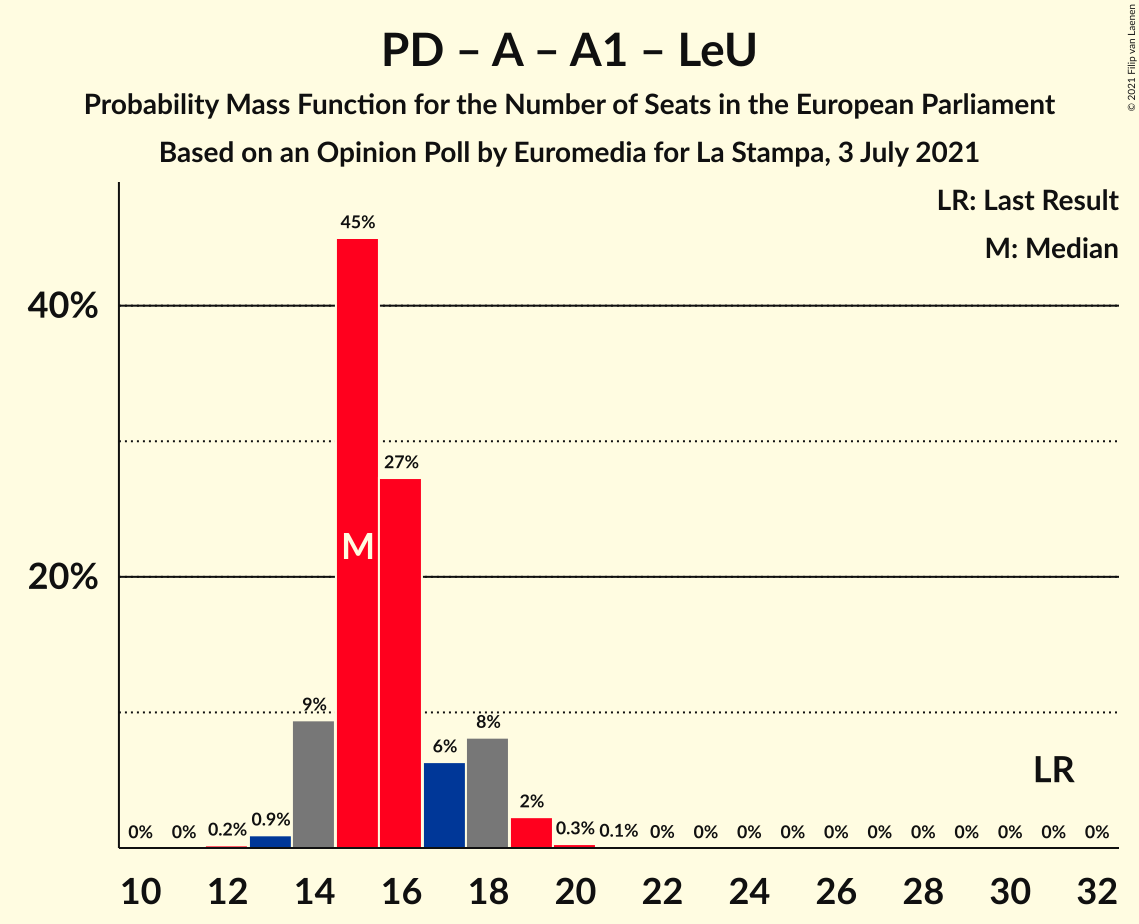 PD – A – A1 – LeU
Probability Mass Function for the Number of Seats in the European Parliament
Based on an Opinion Poll by Euromedia for La Stampa, 3 July 2021
© 2021 Filip van Laenen
LR: Last Result
M: Median
40%
20%
0% 0% 0.2% 0.9% 9% 45% 27% 6% 8% 2% 0.3% 0.1% 0% 0% 0% 0% 0% 0% 0% 0% 0% 0% 0%
M
LR
10 12 14 16 18 20 22 24 26 28 30 32